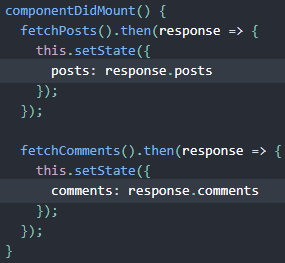 componentDidMount() {
  fetchPosts().then(response => {
    this.setState({
      posts: response.posts
    });
  });

  fetchComments().then(response => {
    this.setState({
      comments: response.comments
    });
  });
}